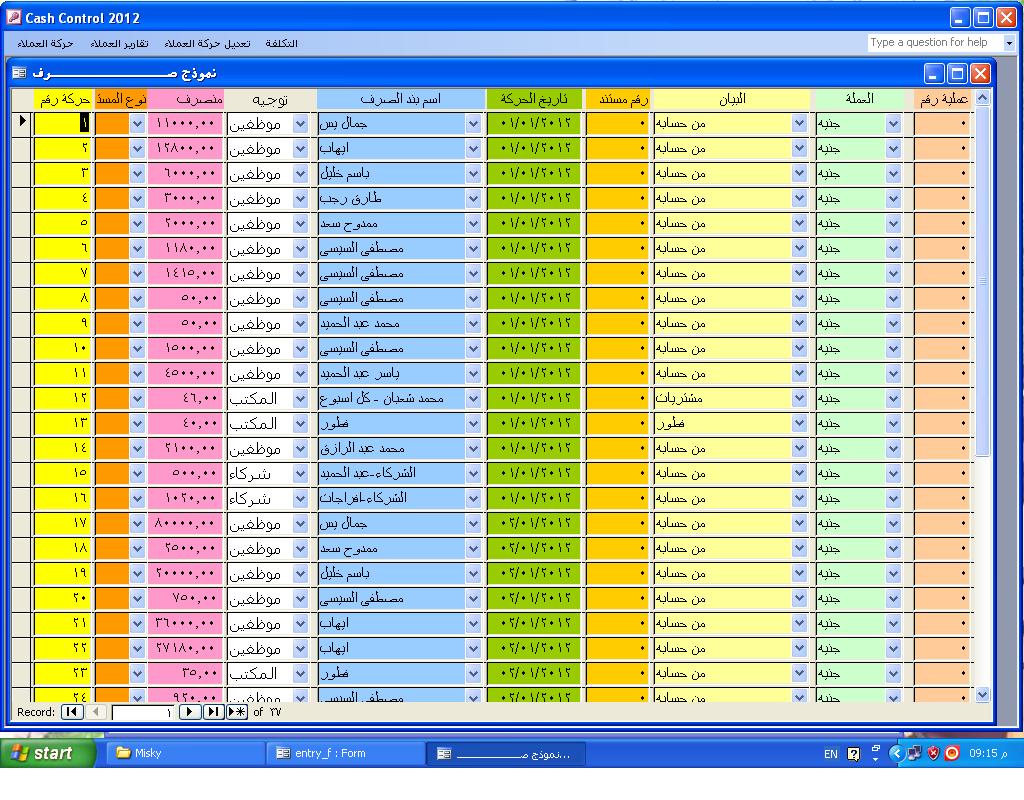 Cash Control 2012
حركة العملاء تقارير العملاء تعديل حركة العملاء التكلفة Type a question for help
نموذج صـــــــــــرف
حركة رقم نوع المسذ منصرف توجيه اسم بند الصرف تاريخ الحركة رقم مستند البيان العملة عملية رقم
١ ١١٠٠٠,٠٠ موظفين جمال يس ٠١/٠١/٢٠١٢ ٠ من حسابه جنيه ٠
٢ ١٢٨٠٠,٠٠ موظفين ايهاب ٠١/٠١/٢٠١٢ ٠ من حسابه جنيه ٠
٣ ٦٠٠٠,٠٠ موظفين باسم خليل ٠١/٠١/٢٠١٢ ٠ من حسابه جنيه ٠
٤ ٣٠٠٠,٠٠ موظفين طارق رجب ٠١/٠١/٢٠١٢ ٠ من حسابه جنيه ٠
٥ ٢٠٠٠,٠٠ موظفين ممدوح سعد ٠١/٠١/٢٠١٢ ٠ من حسابه جنيه ٠
٦ ١١٨٠,٠٠ موظفين مصطفى السيسى ٠١/٠١/٢٠١٢ ٠ من حسابه جنيه ٠
٧ ١٤١٥,٠٠ موظفين مصطفى السيسى ٠١/٠١/٢٠١٢ ٠ من حسابه جنيه ٠
٨ ٥٠,٠٠ موظفين مصطفى السيسى ٠١/٠١/٢٠١٢ ٠ من حسابه جنيه ٠
٩ ٥٠,٠٠ موظفين محمد عبد الحميد ٠١/٠١/٢٠١٢ ٠ من حسابه جنيه ٠
١٠ ١٥٠٠,٠٠ موظفين مصطفى السيسى ٠١/٠١/٢٠١٢ ٠ من حسابه جنيه ٠
١١ ٤٥٠٠,٠٠ موظفين ياسر عبد الحميد ٠١/٠١/٢٠١٢ ٠ من حسابه جنيه ٠
١٢ ٤٦,٠٠ المكتب محمد شعبان - كل اسبوع ٠١/٠١/٢٠١٢ ٠ مشتريات جنيه ٠
١٣ ٤٠,٠٠ المكتب فطور ٠١/٠١/٢٠١٢ ٠ فطور جنيه ٠
١٤ ٢١٠٠,٠٠ موظفين محمد عبد الرازق ٠١/٠١/٢٠١٢ ٠ من حسابه جنيه ٠
١٥ ٥٠٠,٠٠ شركاء الشركاء-عبد الحميد ٠١/٠١/٢٠١٢ ٠ من حسابه جنيه ٠
١٦ ١٠٢٠,٠٠ شركاء الشركاء-افراجات ٠١/٠١/٢٠١٢ ٠ من حسابه جنيه ٠
١٧ ٨٠٠٠٠,٠٠ موظفين جمال يس ٠٢/٠١/٢٠١٢ ٠ من حسابه جنيه ٠
١٨ ٢٥٠٠,٠٠ موظفين ممدوح سعد ٠٢/٠١/٢٠١٢ ٠ من حسابه جنيه ٠
١٩ ٢٠٠٠٠,٠٠ موظفين باسم خليل ٠٢/٠١/٢٠١٢ ٠ من حسابه جنيه ٠
٢٠ ٧٥٠,٠٠ موظفين مصطفى السيسى ٠٢/٠١/٢٠١٢ ٠ من حسابه جنيه ٠
٢١ ٣٦٠٠٠,٠٠ موظفين ايهاب ٠٢/٠١/٢٠١٢ ٠ من حسابه جنيه ٠
٢٢ ٢٧١٨٠,٠٠ موظفين ايهاب ٠٢/٠١/٢٠١٢ ٠ من حسابه جنيه ٠
٢٣ ٣٥,٠٠ المكتب فطور ٠٢/٠١/٢٠١٢ ٠ من حسابه جنيه ٠
٢٤ ٩٢٠,٠٠ موظفين مصطفى السيسى ٠٢/٠١/٢٠١٢ ٠ من حسابه جنيه ٠
Record: ١ of ٦٧
start Misky entry_f : Form نموذج صـــــــــــ... EN 09:15 م